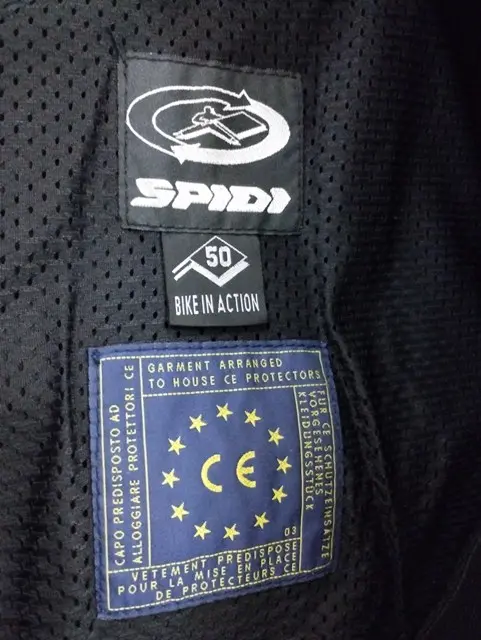 SPIDI
50
BIKE IN ACTION
GARMENT ARRANGED
TO HOUSE CE PROTECTORS
CAPO PREDISPOSTO AD
ALLOGGIARE PROTETTORI CE
FÜR CE SCHUTZEINSÄTZE
VORGESEHENES
KLEIDUNGSSTÜCK
CE
03
VETEMENT PREDISPOSE
POUR LA MISE EN PLACE
DE PROTECTEURS CE